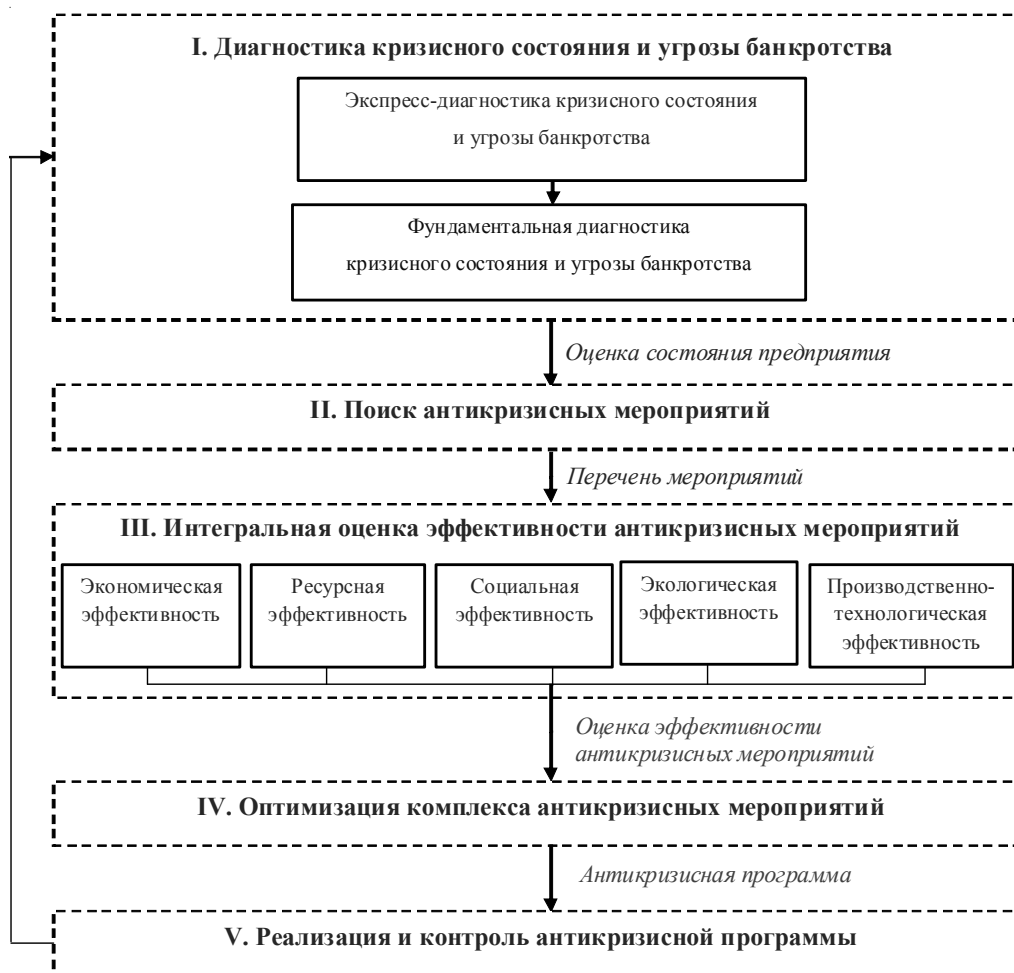 I. Диагностика кризисного состояния и угрозы банкротства
Экспресс-диагностика кризисного состояния
и угрозы банкротства
Фундаментальная диагностика
кризисного состояния и угрозы банкротства
Оценка состояния предприятия
II. Поиск антикризисных мероприятий
Перечень мероприятий
III. Интегральная оценка эффективности антикризисных мероприятий
Экономическая
эффективность
Ресурсная
эффективность
Социальная
эффективность
Экологическая
эффективность
Производственно-
технологическая
эффективность
Оценка эффективности
антикризисных мероприятий
IV. Оптимизация комплекса антикризисных мероприятий
Антикризисная программа
V. Реализация и контроль антикризисной программы